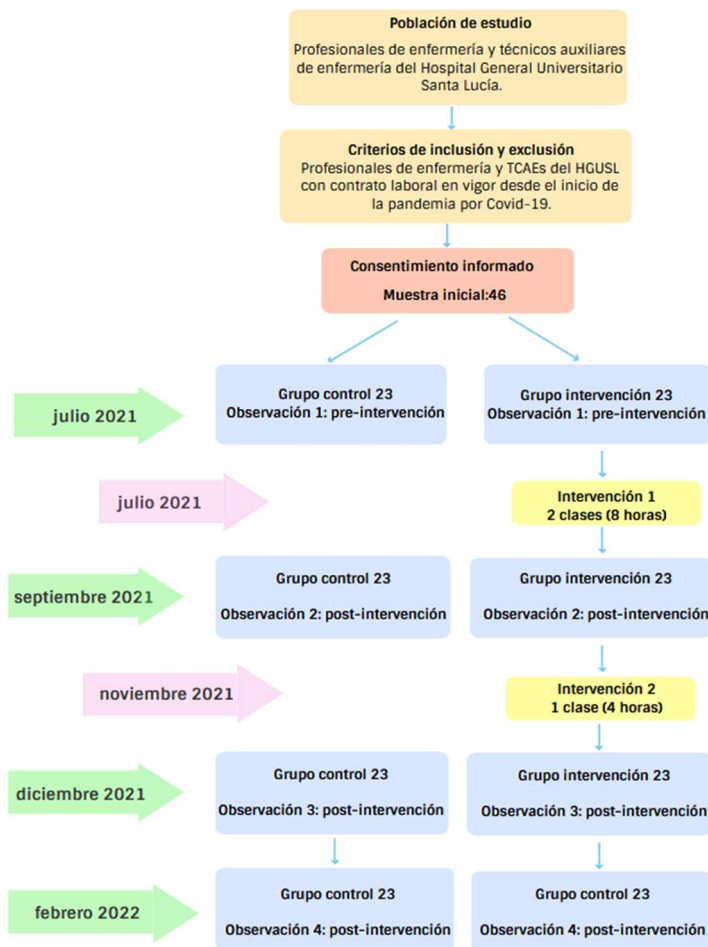 Población de estudio
Profesionales de enfermería y técnicos auxiliares
de enfermería del Hospital General Universitario
Santa Lucía.
Criterios de inclusión y exclusión
Profesionales de enfermería y TCAEs del HGUSL
con contrato laboral en vigor desde el inicio de
la pandemia por Covid-19.
Consentimiento informado
Muestra inicial:46
julio 2021
Grupo control 23
Observación 1: pre-intervención
Grupo intervención 23
Observación 1: pre-intervención
julio 2021
Intervención 1
2 clases (8 horas)
septiembre 2021
Grupo control 23
Observación 2: post-intervención
Grupo intervención 23
Observación 2: post-intervención
noviembre 2021
Intervención 2
1 clase (4 horas)
diciembre 2021
Grupo control 23
Observación 3: post-intervención
Grupo intervención 23
Observación 3: post-intervención
febrero 2022
Grupo control 23
Observación 4: post-intervención
Grupo control 23
Observación 4: post-intervención